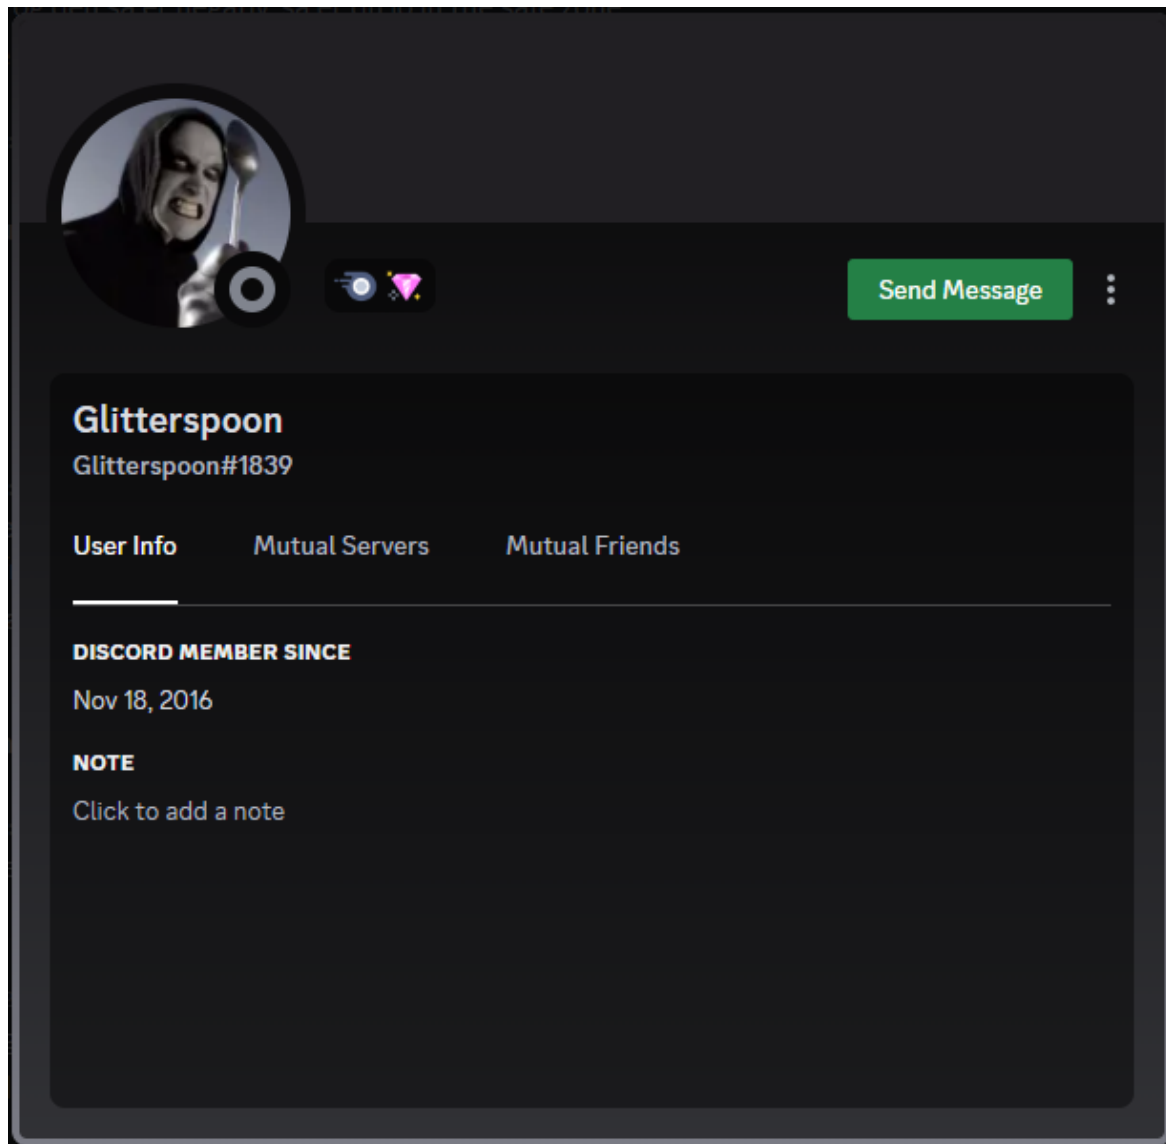 Send Message
Glitterspoon
Glitterspoon#1839
User Info Mutual Servers Mutual Friends
DISCORD MEMBER SINCE
Nov 18, 2016
NOTE
Click to add a note